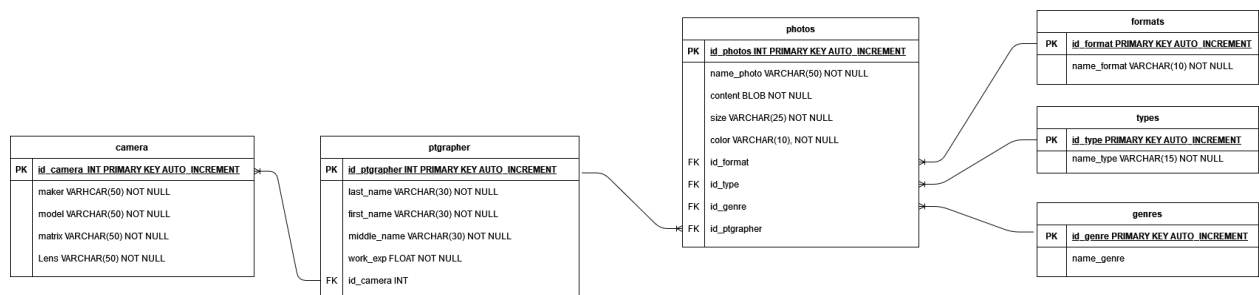 camera
PK id_camera INT PRIMARY KEY AUTO_INCREMENT
maker VARHCAR(50) NOT NULL
model VARCHAR(50) NOT NULL
matrix VARCHAR(50) NOT NULL
Lens VARCHAR(50) NOT NULL
ptgrapher
PK id_ptgrapher INT PRIMARY KEY AUTO_INCREMENT
last_name VARCHAR(30) NOT NULL
first_name VARCHAR(30) NOT NULL
middle_name VARCHAR(30) NOT NULL
work_exp FLOAT NOT NULL
FK id_camera INT
photos
PK id_photos INT PRIMARY KEY AUTO_INCREMENT
name_photo VARCHAR(50) NOT NULL
content BLOB NOT NULL
size VARCHAR(25) NOT NULL
color VARCHAR(10), NOT NULL
FK id_format
FK id_type
FK id_genre
FK id_ptgrapher
formats
PK id_format PRIMARY KEY AUTO_INCREMENT
name_format VARCHAR(10) NOT NULL
types
PK id_type PRIMARY KEY AUTO_INCREMENT
name_type VARCHAR(15) NOT NULL
genres
PK id_genre PRIMARY KEY AUTO_INCREMENT
name_genre